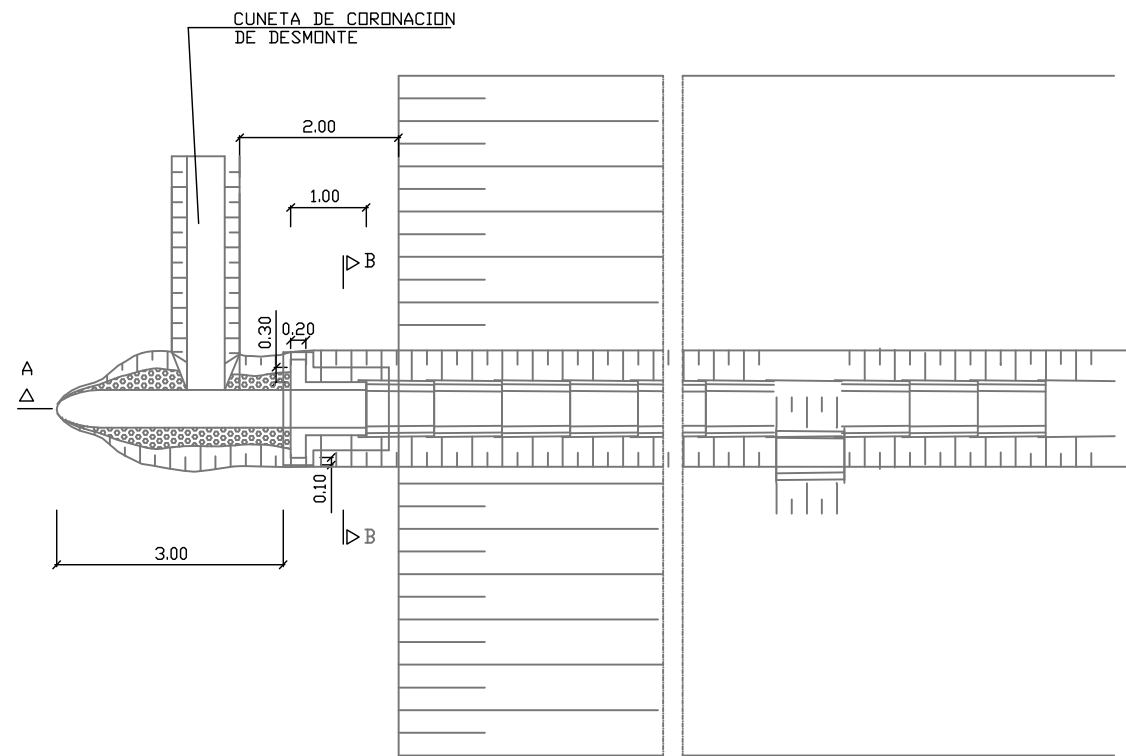 CUNETA DE CORONACION
DE DESMONTE
2.00
1.00
B
0.30
0.20
A
0.10
B
3.00